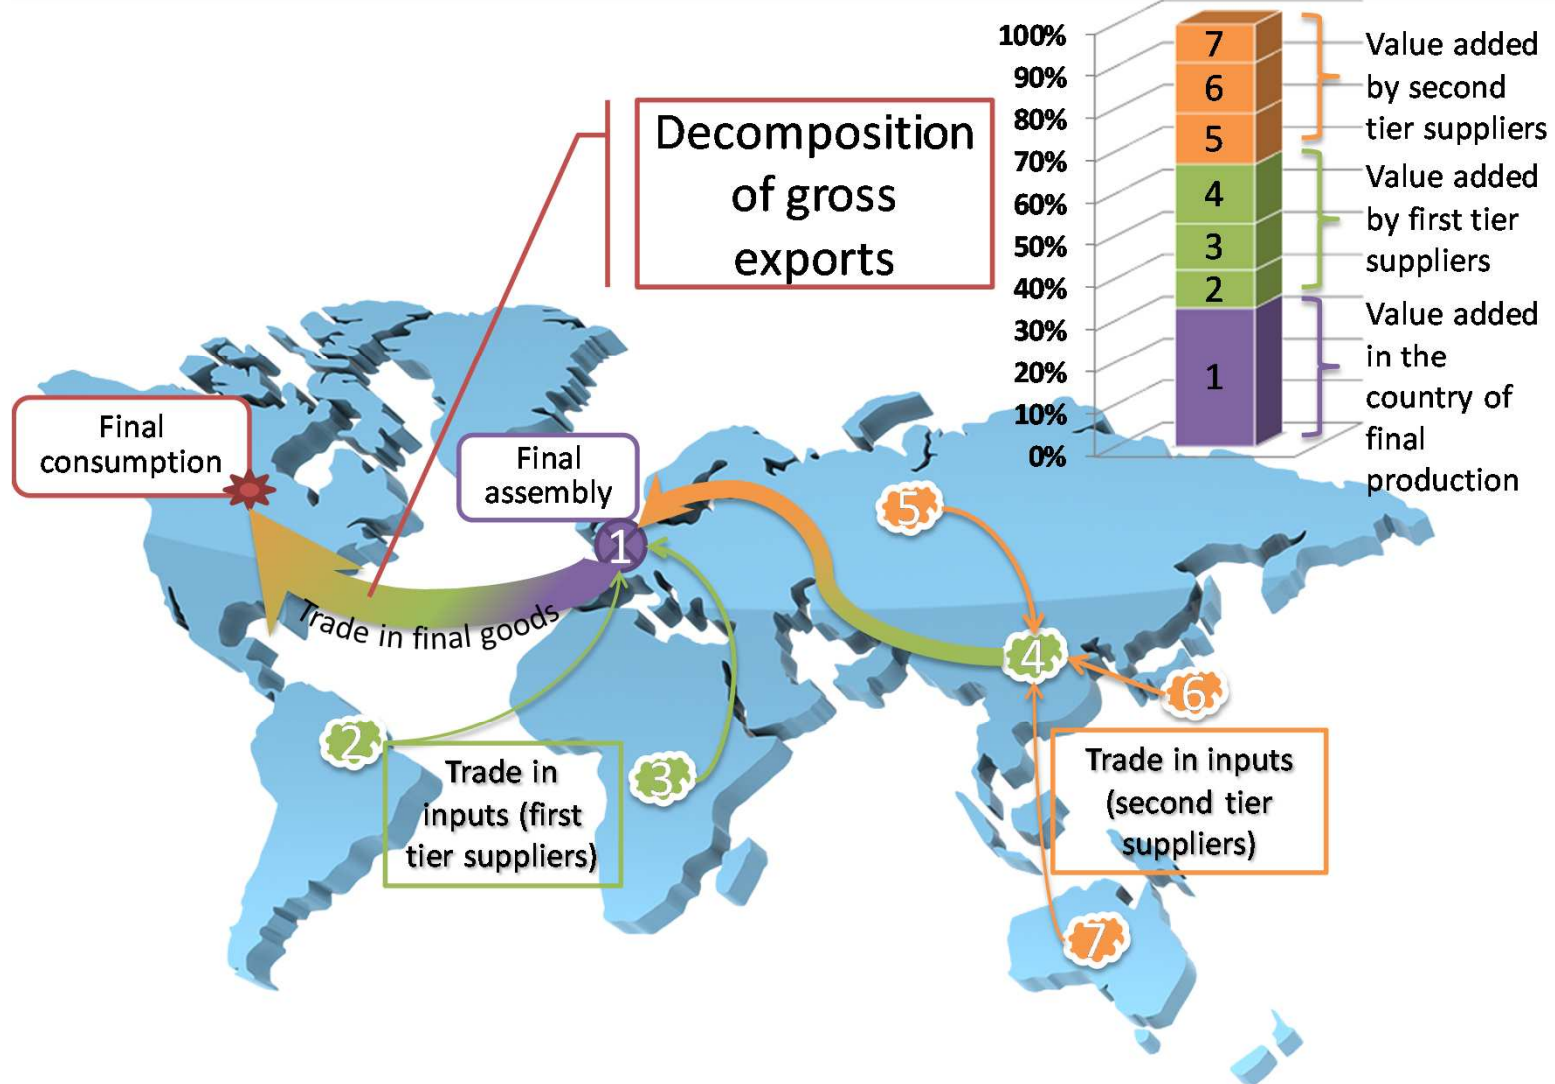 Decomposition
of gross
exports
100%
90%
80%
70%
60%
50%
40%
30%
20%
10%
0%
7
6
5
4
3
2
1
Value added
by second
tier suppliers
Value added
by first tier
suppliers
Value added
in the
country of
final
production
Final
consumption
Final
assembly
1
5
Trade in final goods
4
6
2
3
Trade in
inputs (first
tier suppliers)
Trade in inputs
(second tier
suppliers)
7